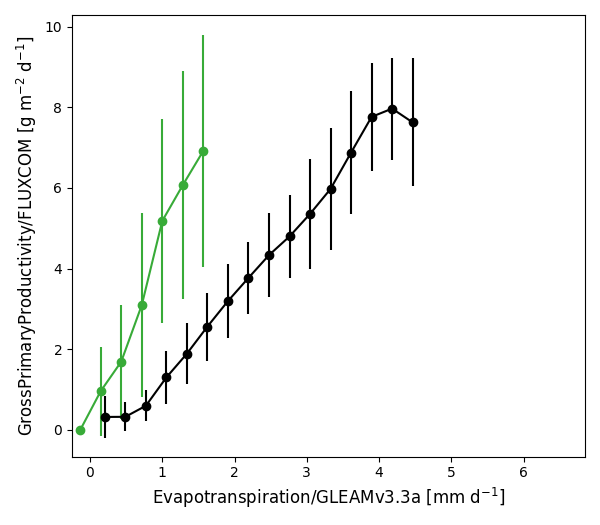 GrossPrimaryProductivity/FLUXCOM [g m⁻² d⁻¹]
10
8
6
4
2
0
0 1 2 3 4 5 6
Evapotranspiration/GLEAMv3.3a [mm d⁻¹]